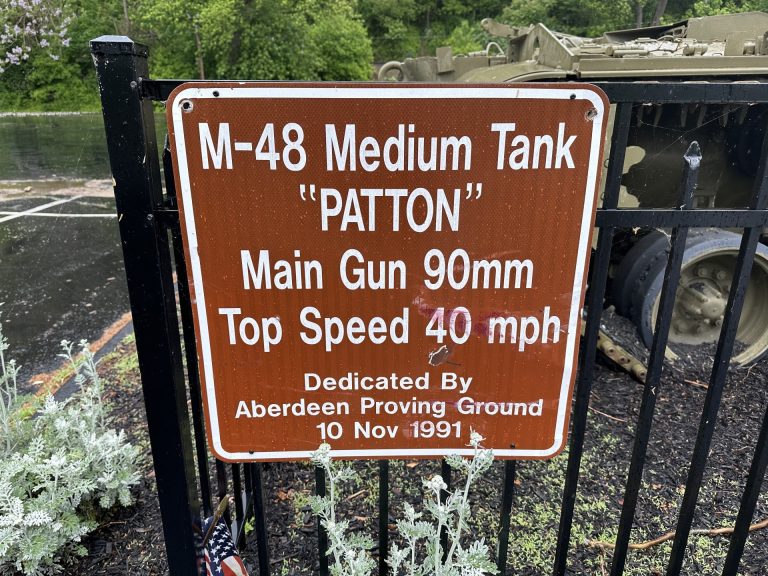 M-48 Medium Tank
"PATTON"
Main Gun 90mm
Top Speed 40 mph
Dedicated By
Aberdeen Proving Ground
10 Nov 1991